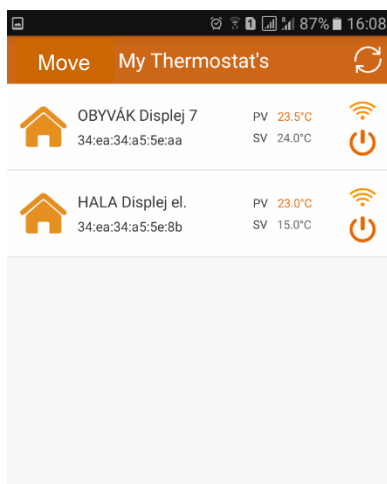 87% 16:08
Move My Thermostat's
OBYVÁK Displej 7 PV 23.5°C
34:ea:34:a5:5e:aa SV 24.0°C
HALA Displej el. PV 23.0°C
34:ea:34:a5:5e:8b SV 15.0°C